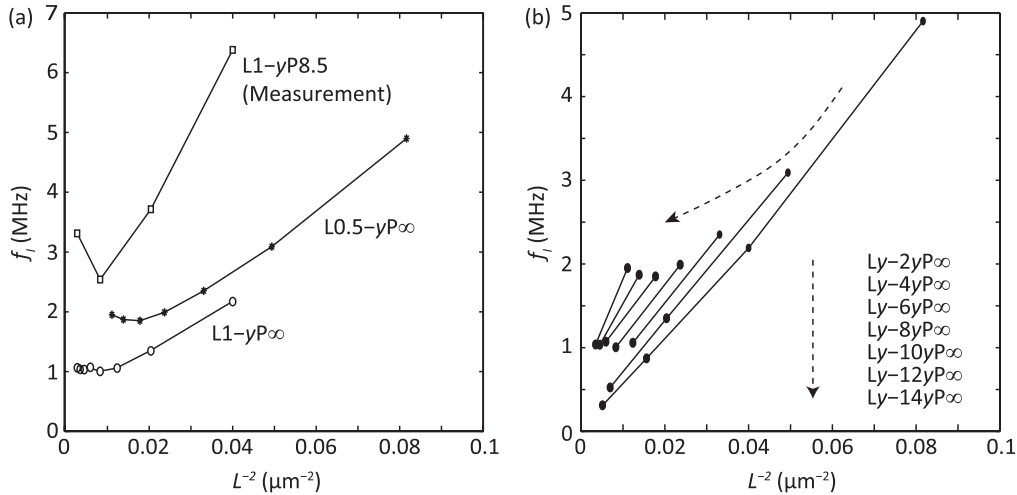 (a)
7
6
5
4
3
2
1
0
0
0.02
0.04
0.06
0.08
0.1
f_I (MHz)
L⁻² (μm⁻²)
L1−yP8.5
(Measurement)
L0.5−yP∞
L1−yP∞
(b)
5
4
3
2
1
0
0
0.02
0.04
0.06
0.08
0.1
f_I (MHz)
L⁻² (μm⁻²)
Ly−2yP∞
Ly−4yP∞
Ly−6yP∞
Ly−8yP∞
Ly−10yP∞
Ly−12yP∞
Ly−14yP∞